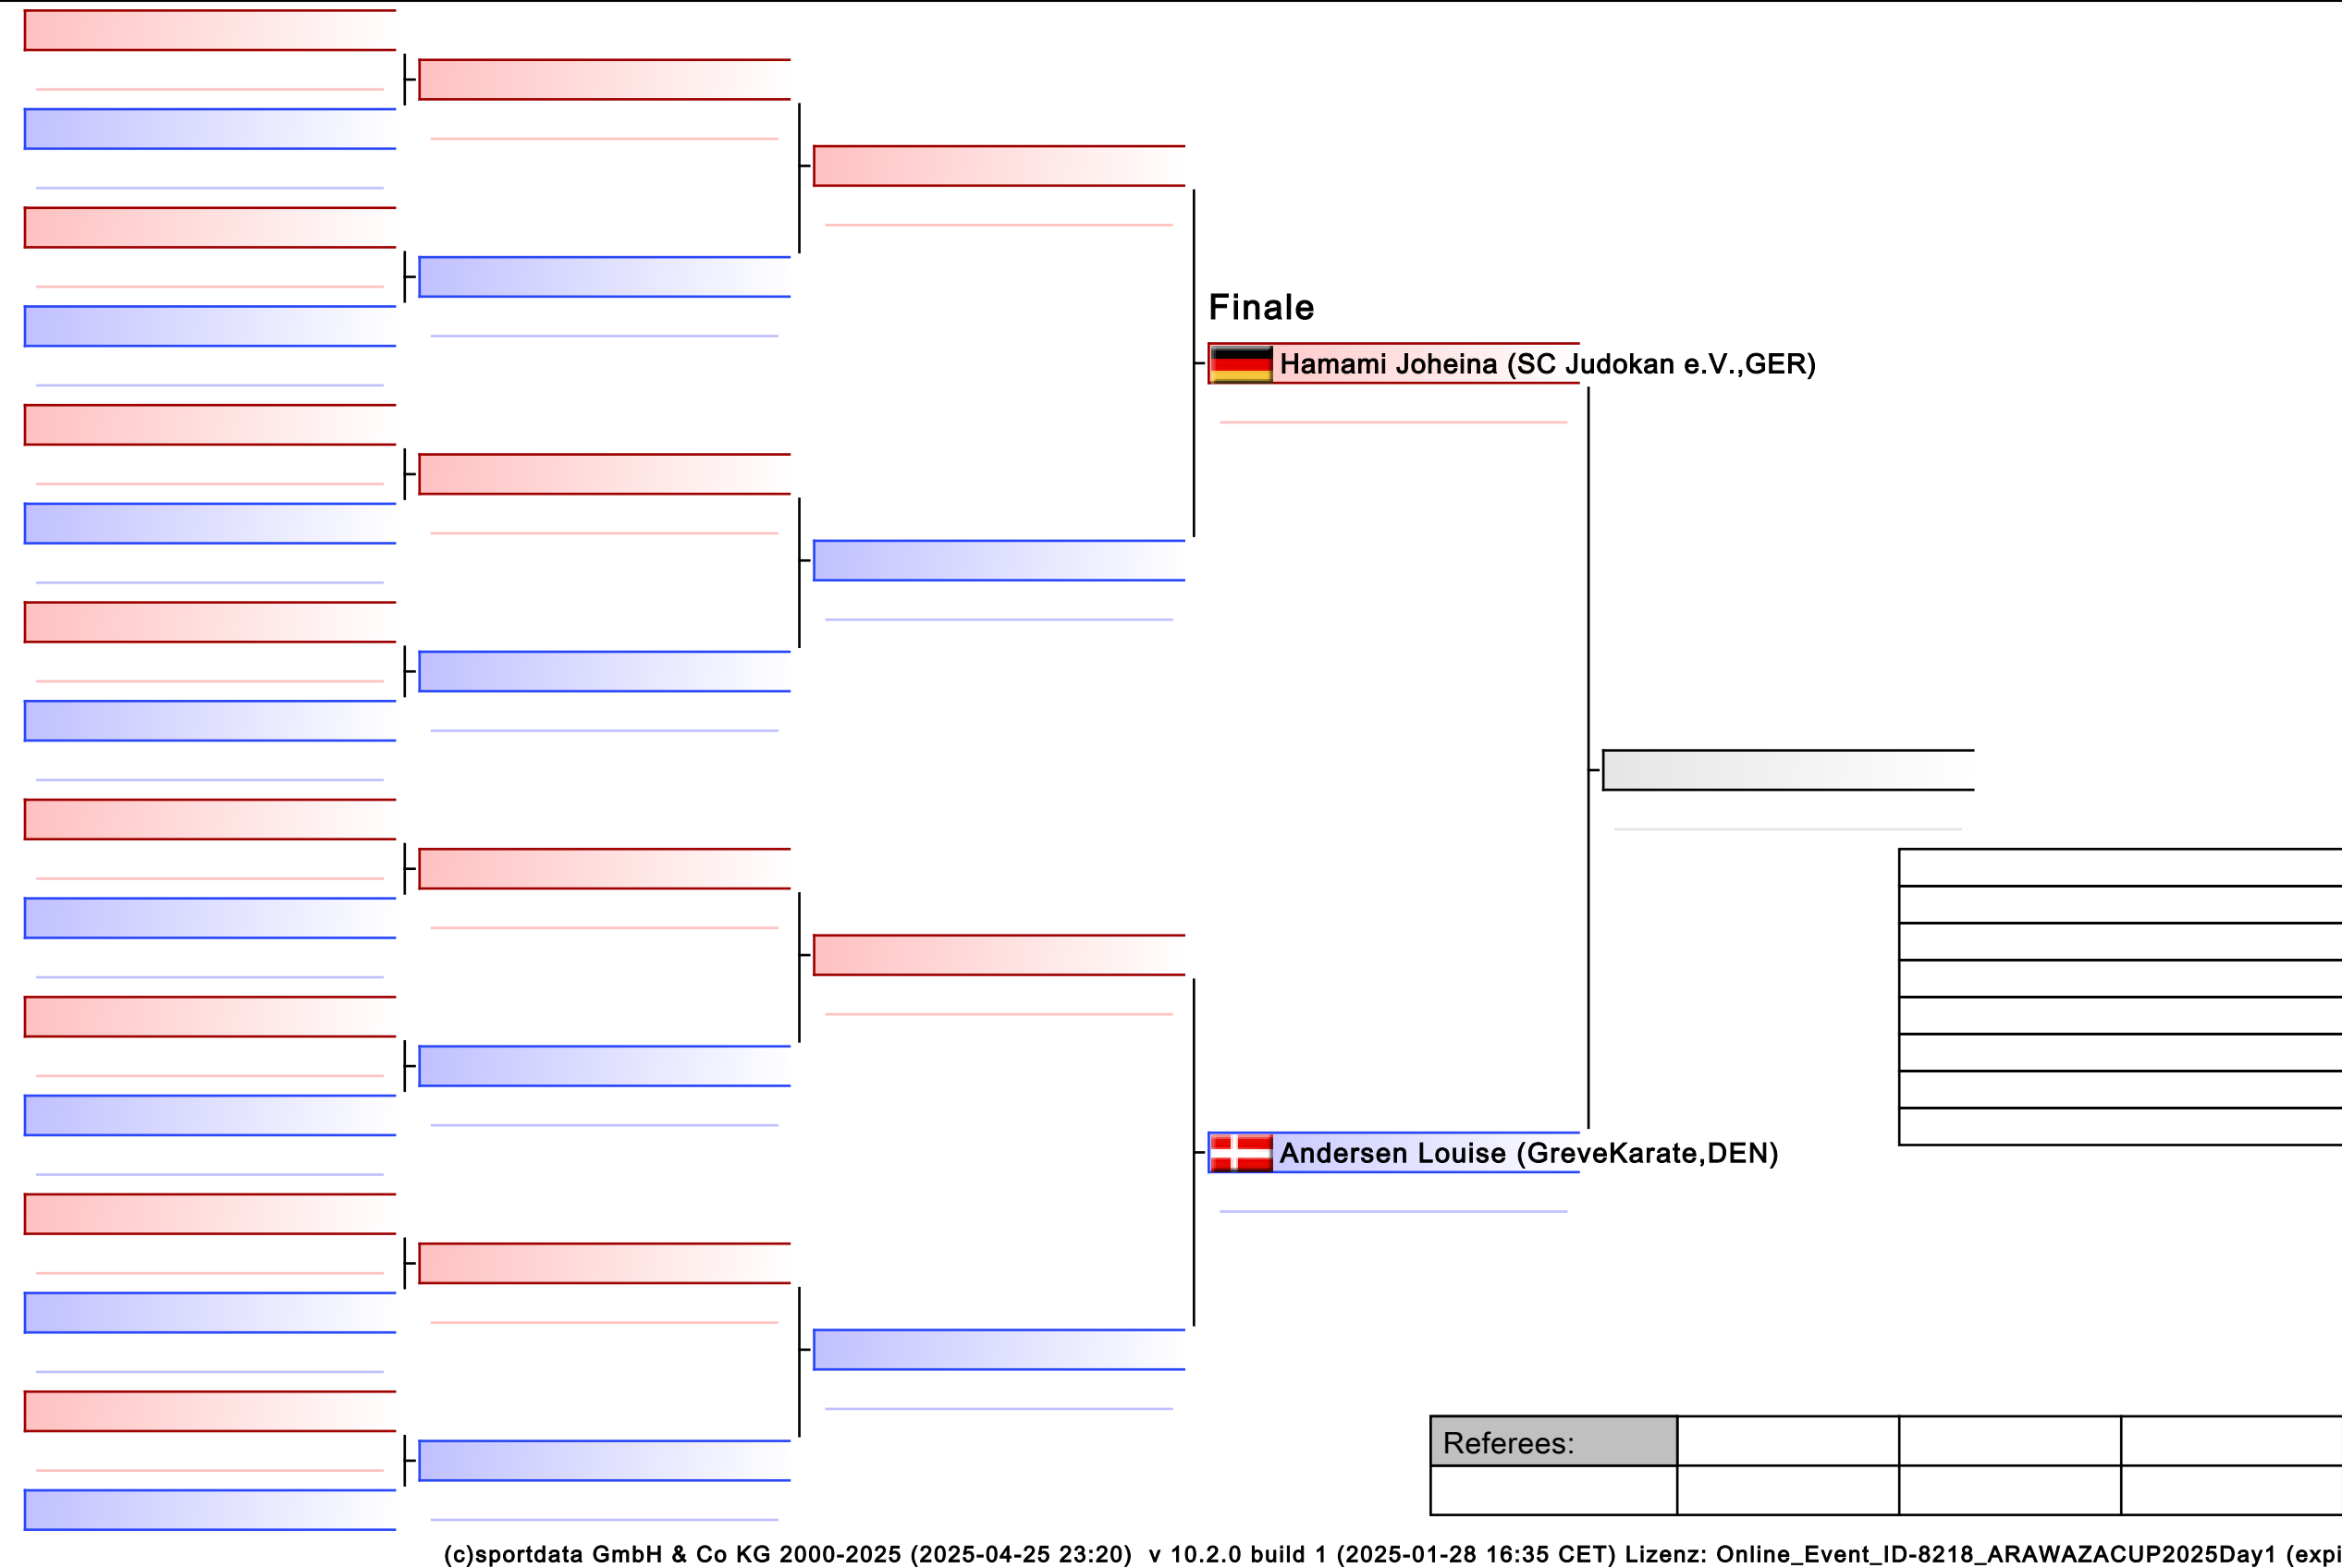 Finale
Hamami Joheina (SC Judokan e.V.,GER)
Andersen Louise (GreveKarate,DEN)
Referees:
(c)sportdata GmbH & Co KG 2000-2025 (2025-04-25 23:20) v 10.2.0 build 1 (2025-01-28 16:35 CET) Lizenz: Online_Event_ID-8218_ARAWAZACUP2025Day1 (expi